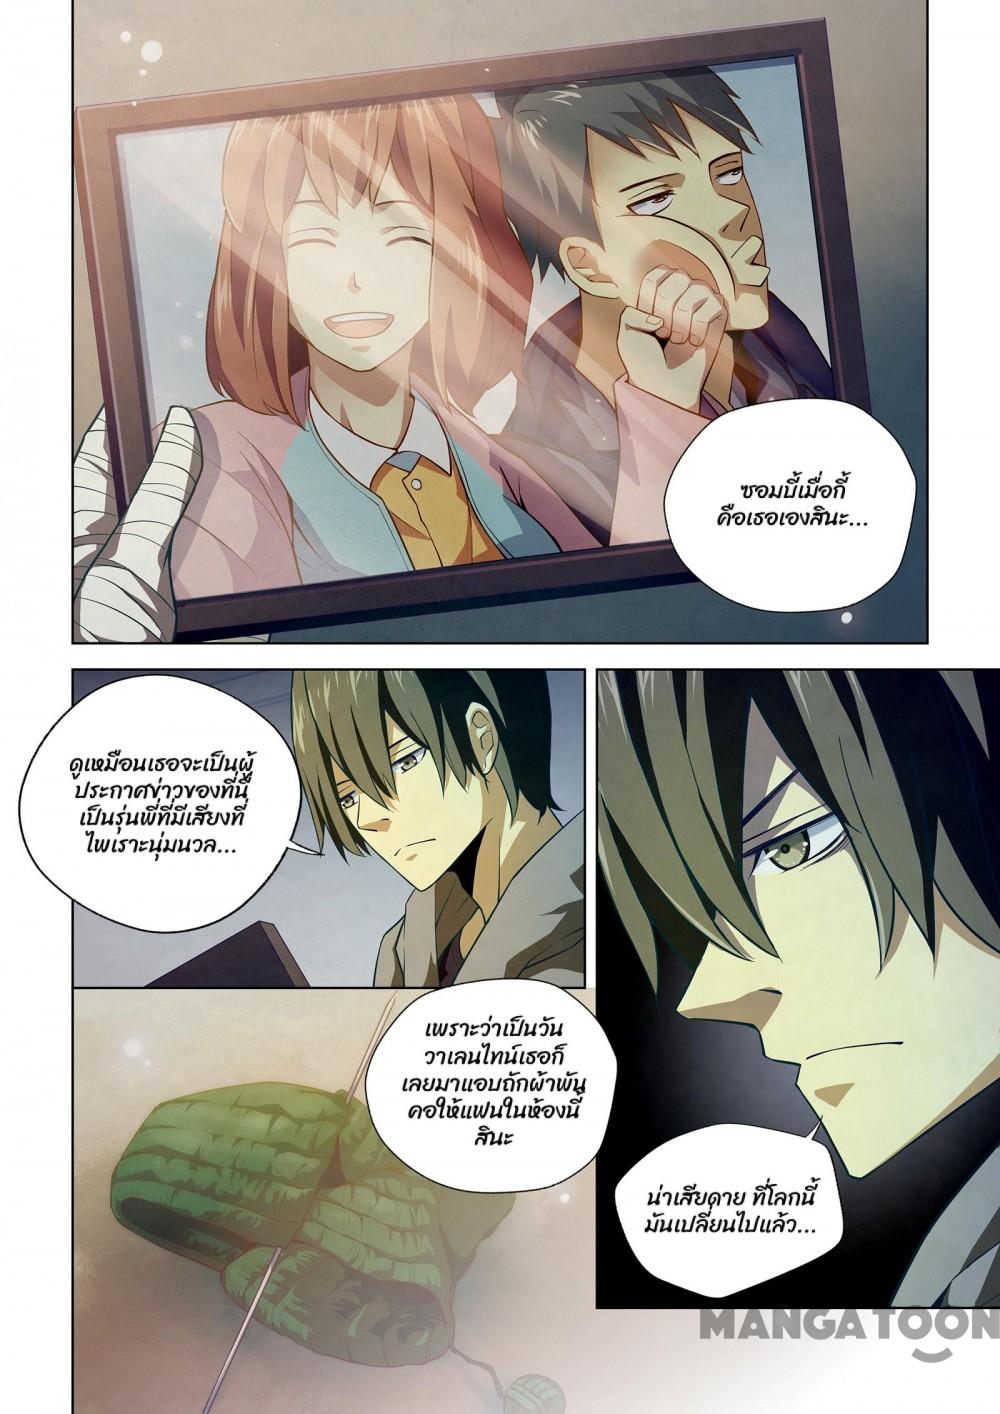 ซอมบี้เมื่อกี้
คือเธอเองสินะ...
ดูเหมือนเธอจะเป็นผู้
ประกาศข่าวของที่นี่
เป็นรุ่นพี่ที่มีเสียงที่
ไพเราะนุ่มนวล...
เพราะว่าเป็นวัน
วาเลนไทน์เธอก็
เลยมาแอบถักผ้าพัน
คอให้แฟนในห้องนี้
สินะ
น่าเสียดาย ที่โลกนี้
มันเปลี่ยนไปแล้ว...
MANGATOON